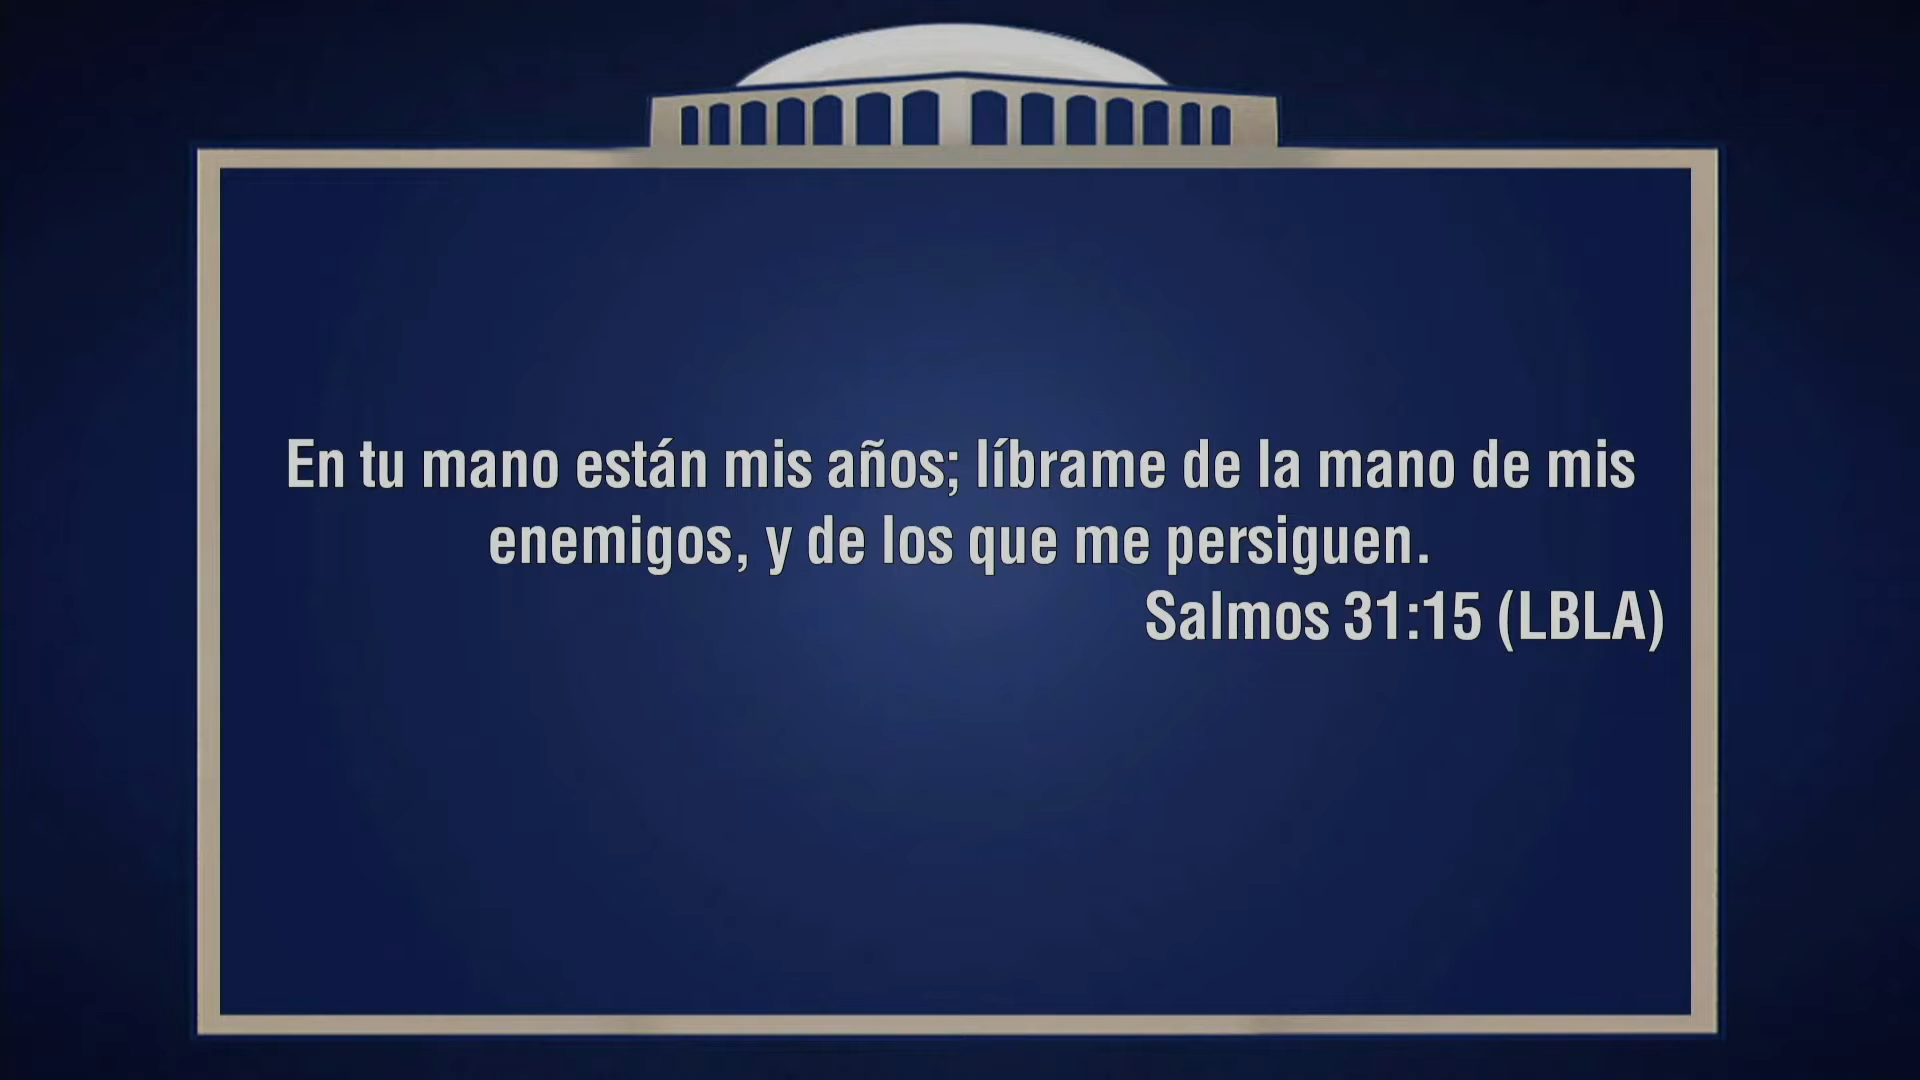 En tu mano están mis años; líbrame de la mano de mis
enemigos, y de los que me persiguen.
Salmos 31:15 (LBLA)